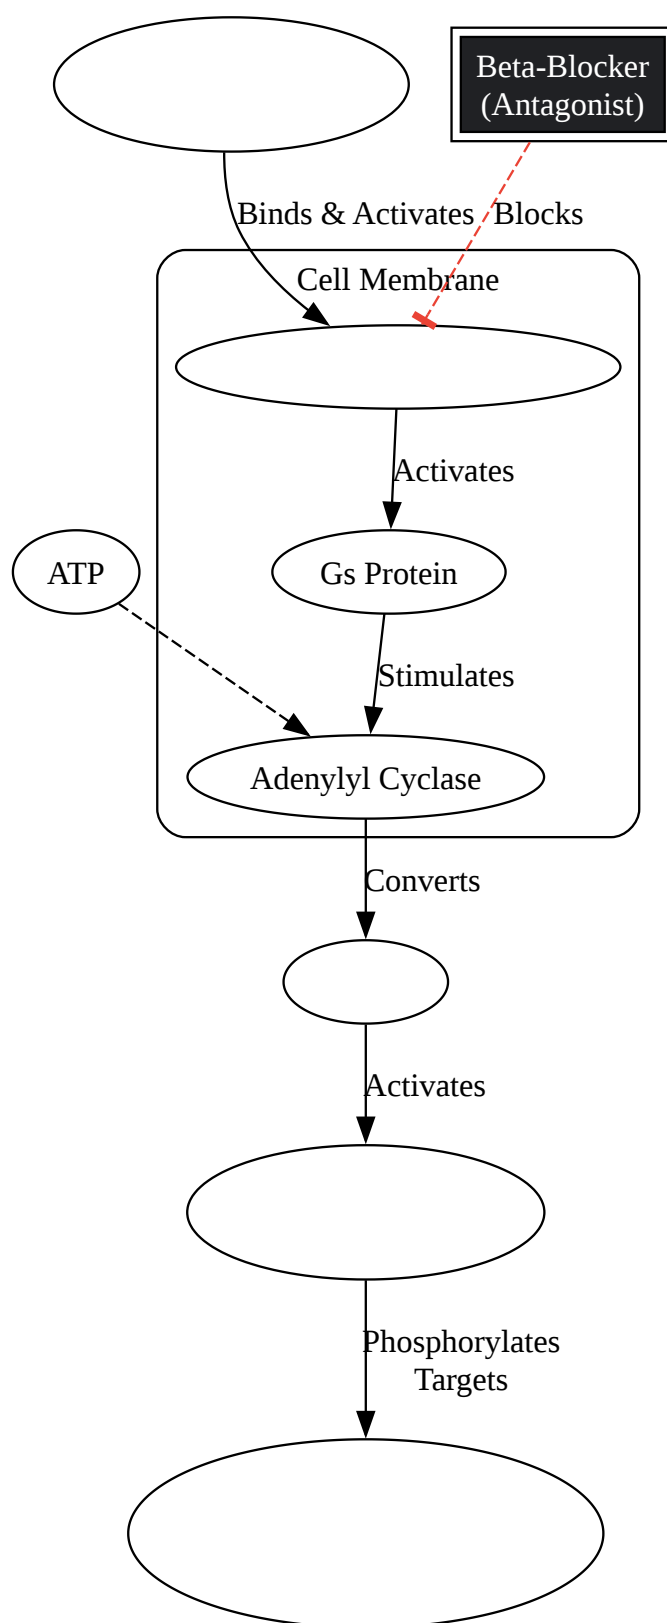 Beta-Blocker
(Antagonist)
Binds & Activates
Blocks
Cell Membrane
Activates
ATP
Gs Protein
Stimulates
Adenylyl Cyclase
Converts
Activates
Phosphorylates
Targets